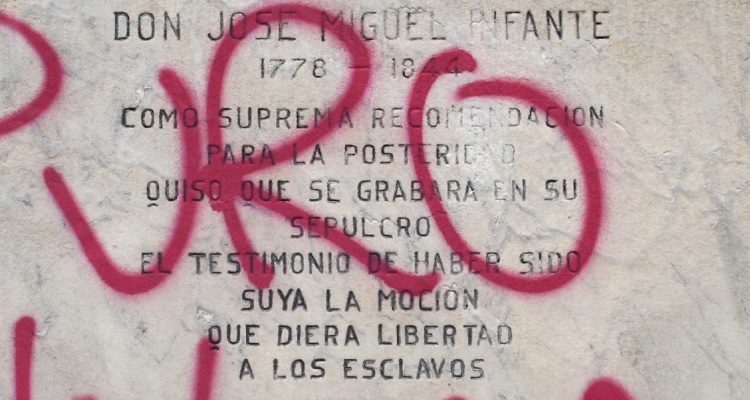 DON JOSE MIGUEL INFANTE
1778 - 1844
COMO SUPREMA RECOMENDACION
PARA LA POSTERIDAD
QUISO QUE SE GRABARA EN SU
SEPULCRO
EL TESTIMONIO DE HABER SIDO
SUYA LA MOCION
QUE DIERA LIBERTAD
A LOS ESCLAVOS
URO